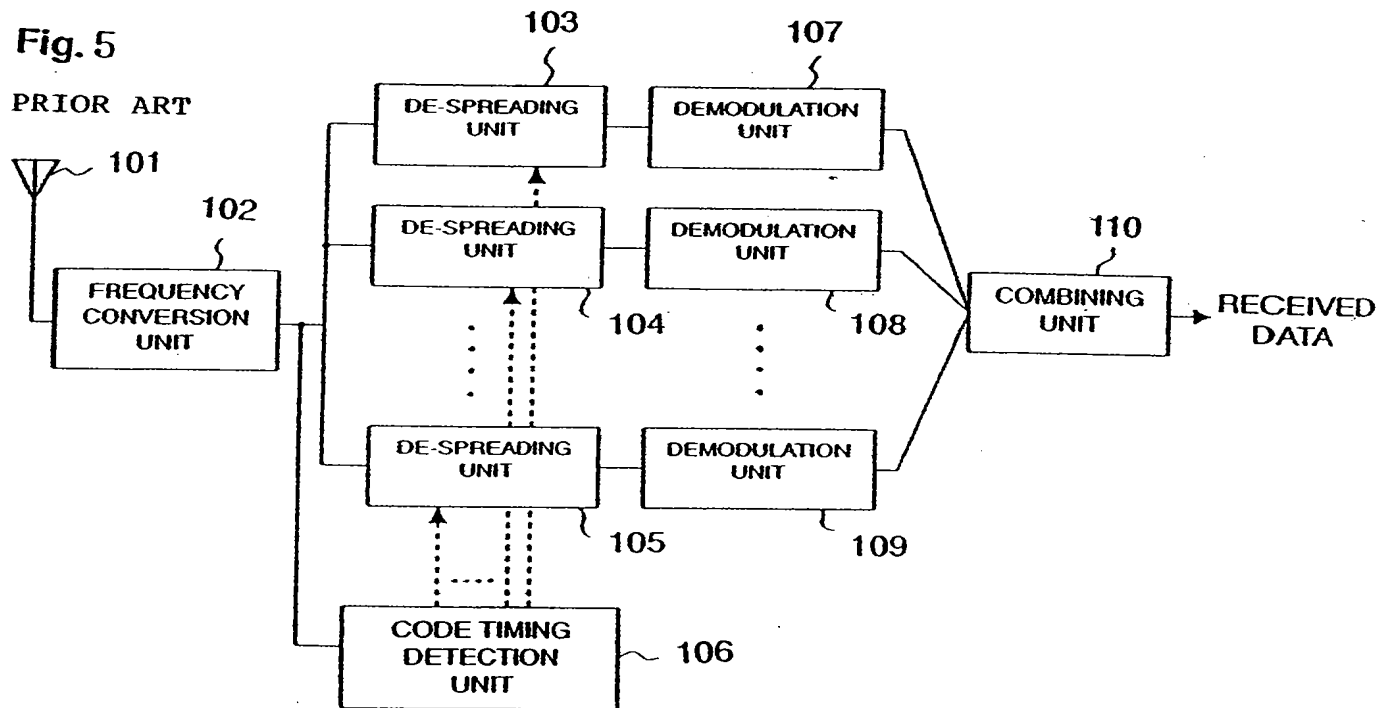 Fig. 5
PRIOR ART
101
102
FREQUENCY
CONVERSION
UNIT
103
DE-SPREADING
UNIT
107
DEMODULATION
UNIT
DE-SPREADING
UNIT
104
DEMODULATION
UNIT
108
110
COMBINING
UNIT
RECEIVED
DATA
DE-SPREADING
UNIT
105
DEMODULATION
UNIT
109
CODE TIMING
DETECTION
UNIT
106